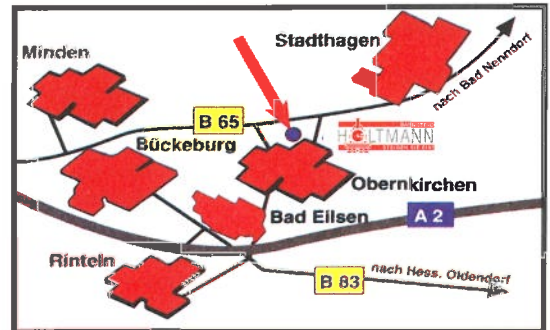 Stadthagen
Minden
nach Bad Nenndorf
B 65
HOLTMANN
Bückeburg
Obernkirchen
Bad Eilsen
A 2
Rinteln
nach Hess. Oldendorf
B 83